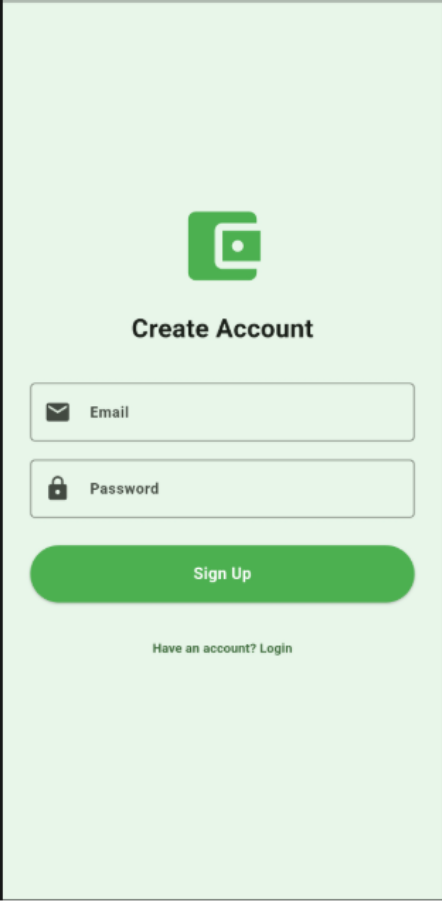 Create Account
Email
Password
Sign Up
Have an account? Login